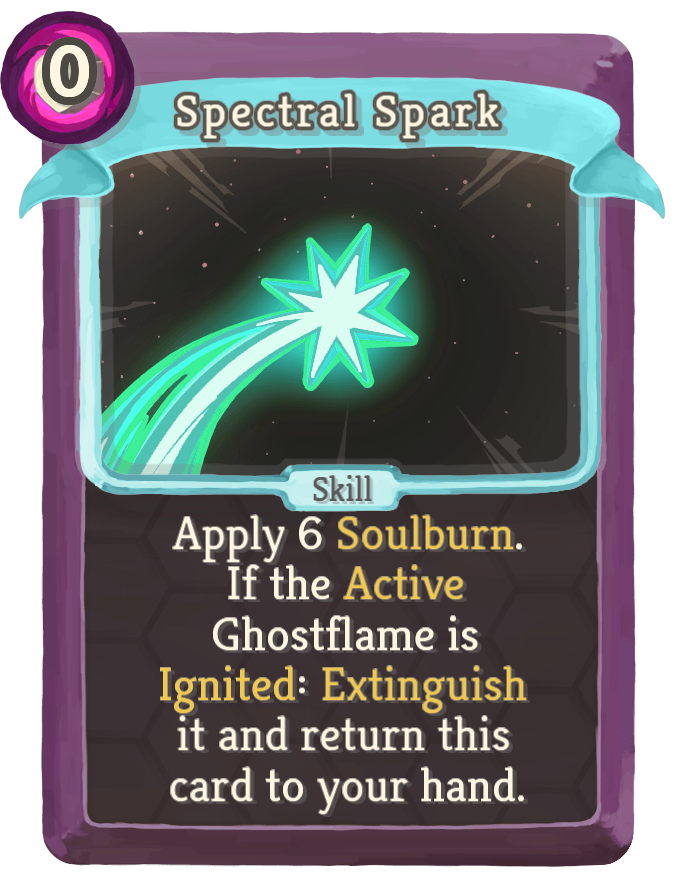 0
Spectral Spark
Skill
Apply 6 Soulburn.
If the Active
Ghostflame is
Ignited: Extinguish
it and return this
card to your hand.